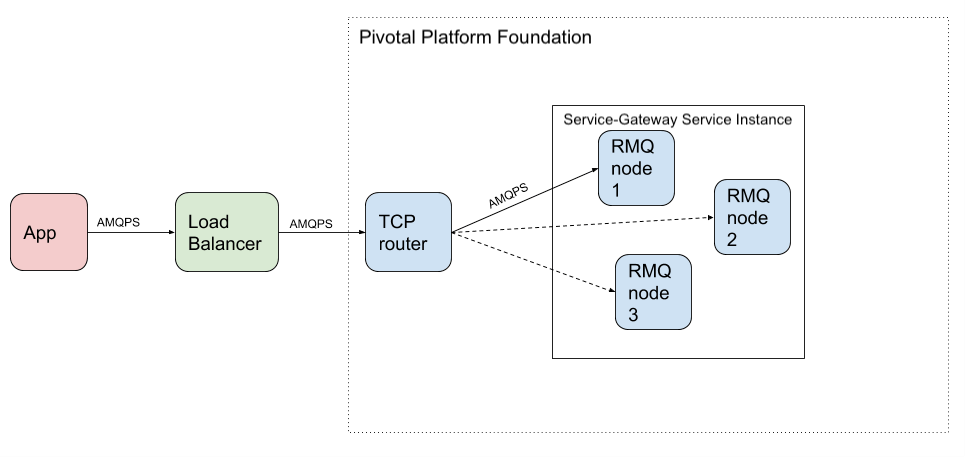 Pivotal Platform Foundation
Service-Gateway Service Instance
App
AMQPS
Load
Balancer
AMQPS
TCP
router
AMQPS
RMQ
node
1
RMQ
node
2
RMQ
node
3